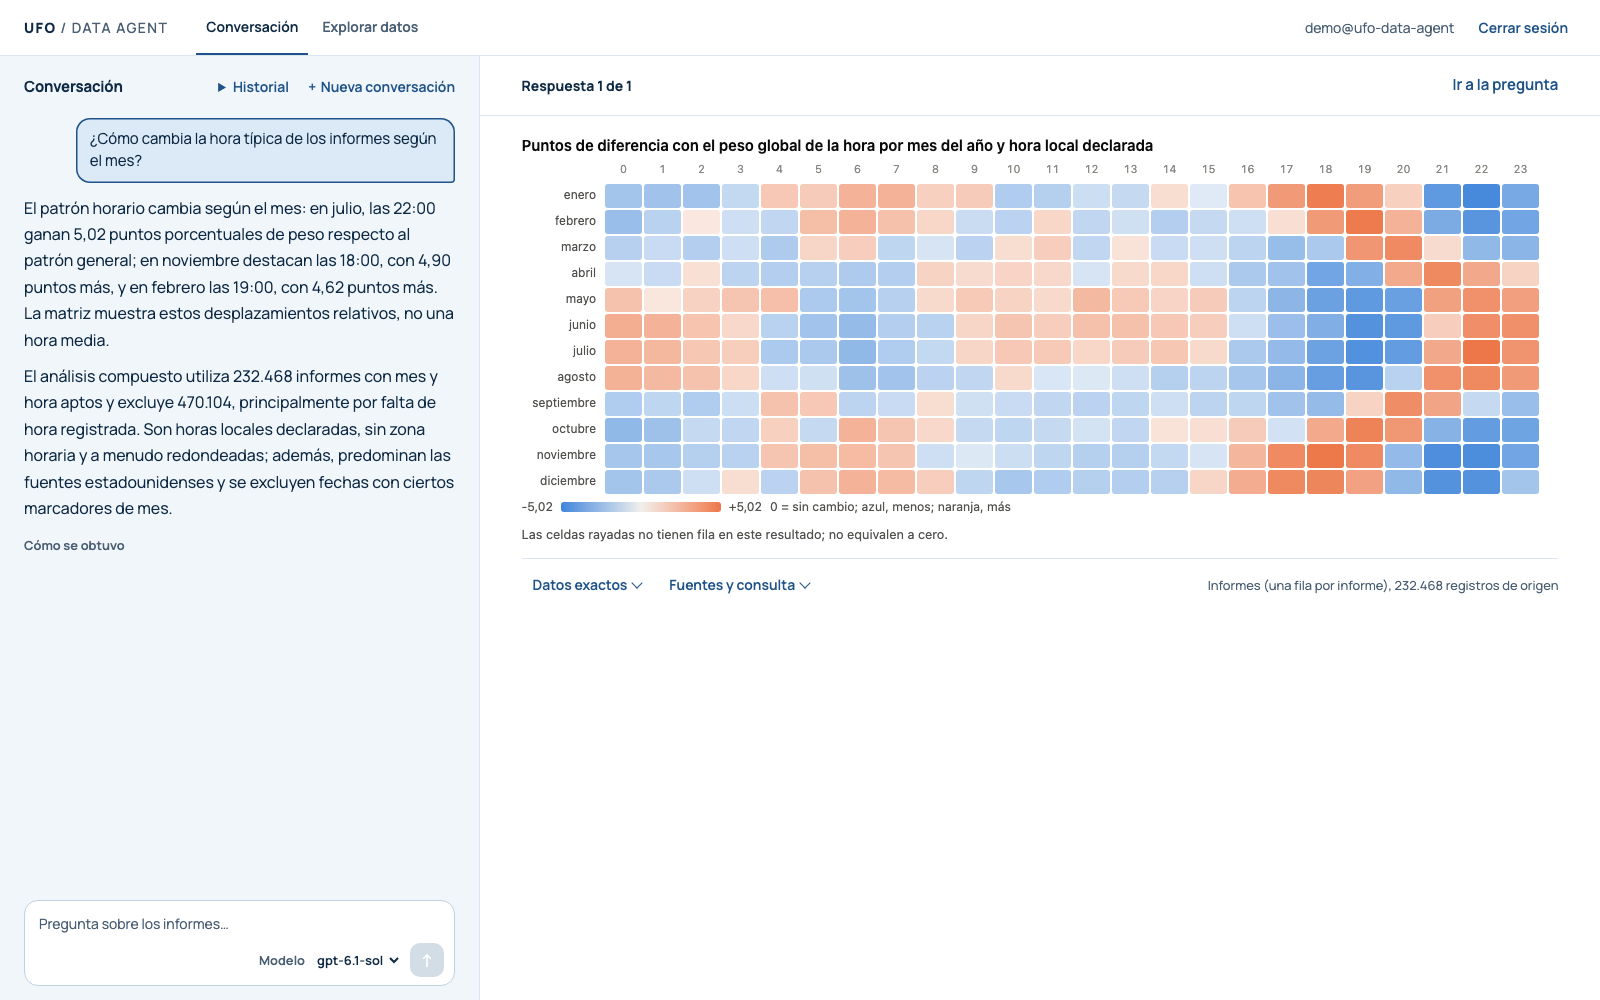 UFO / DATA AGENT
Conversación
Explorar datos
demo@ufo-data-agent
Cerrar sesión
Conversación
Historial
+ Nueva conversación
¿Cómo cambia la hora típica de los informes según
el mes?
El patrón horario cambia según el mes: en julio, las 22:00
ganan 5,02 puntos porcentuales de peso respecto al
patrón general; en noviembre destacan las 18:00, con 4,90
puntos más, y en febrero las 19:00, con 4,62 puntos más.
La matriz muestra estos desplazamientos relativos, no una
hora media.
El análisis compuesto utiliza 232.468 informes con mes y
hora aptos y excluye 470.104, principalmente por falta de
hora registrada. Son horas locales declaradas, sin zona
horaria y a menudo redondeadas; además, predominan las
fuentes estadounidenses y se excluyen fechas con ciertos
marcadores de mes.
Cómo se obtuvo
Pregunta sobre los informes…
Modelo gpt-6.1-sol
Respuesta 1 de 1
Ir a la pregunta
Puntos de diferencia con el peso global de la hora por mes del año y hora local declarada
0 1 2 3 4 5 6 7 8 9 10 11 12 13 14 15 16 17 18 19 20 21 22 23
enero
febrero
marzo
abril
mayo
junio
julio
agosto
septiembre
octubre
noviembre
diciembre
-5,02 +5,02 0 = sin cambio; azul, menos; naranja, más
Las celdas rayadas no tienen fila en este resultado; no equivalen a cero.
Datos exactos
Fuentes y consulta
Informes (una fila por informe), 232.468 registros de origen